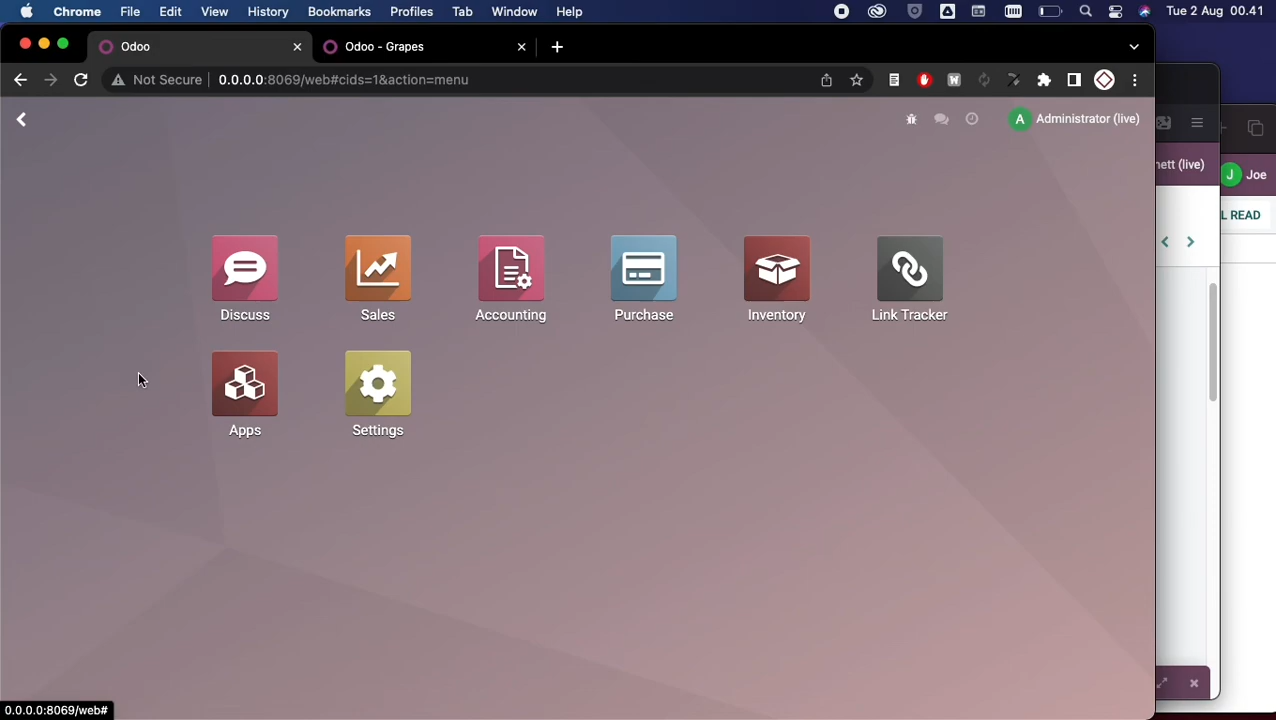 Chrome File Edit View History Bookmarks Profiles Tab Window Help Tue 2 Aug 00.41
Odoo Odoo - Grapes
Not Secure 0.0.0.0:8069/web#cids=1&action=menu
A Administrator (live)
(live)
J Joe
L READ
Discuss Sales Accounting Purchase Inventory Link Tracker
Apps Settings
0.0.0.0:8069/web#